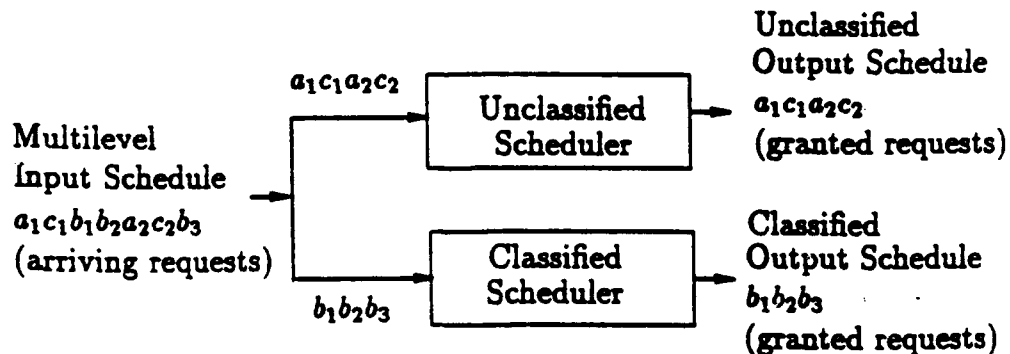 Multilevel
Input Schedule
a₁c₁b₁b₂a₂c₂b₃
(arriving requests)
a₁c₁a₂c₂
Unclassified
Scheduler
Unclassified
Output Schedule
a₁c₁a₂c₂
(granted requests)
b₁b₂b₃
Classified
Scheduler
Classified
Output Schedule
b₁b₂b₃
(granted requests)